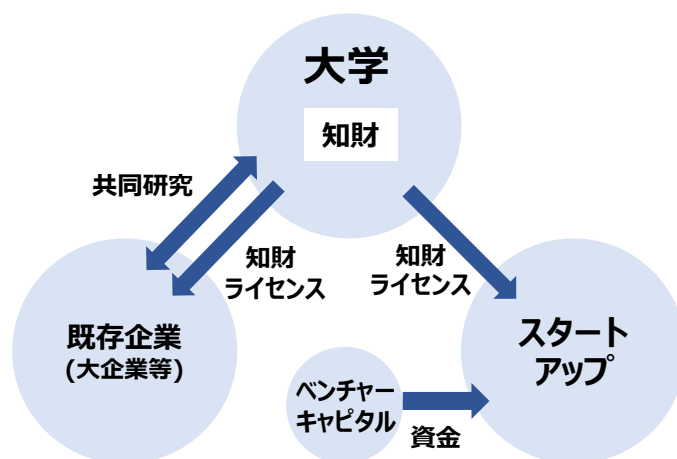 大学
知財
共同研究
知財
ライセンス
知財
ライセンス
既存企業
(大企業等)
スタート
アップ
ベンチャー
キャピタル
資金